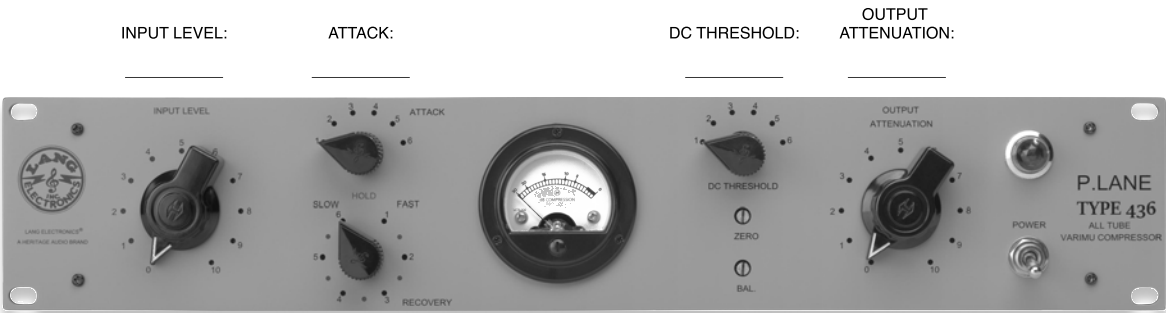 INPUT LEVEL:
ATTACK:
DC THRESHOLD:
OUTPUT
ATTENUATION:
INPUT LEVEL
0
1
2
3
4
5
6
7
8
9
10
LANG
ELECTRONICS
LANG ELECTRONICS®
A HERITAGE AUDIO BRAND
ATTACK
1
2
3
4
5
6
HOLD
SLOW
FAST
6
1
5
2
4
3
RECOVERY
DB COMPRESSION
1
2
3
4
5
6
DC THRESHOLD
ZERO
BAL.
OUTPUT
ATTENUATION
0
1
2
3
4
5
7
8
9
10
POWER
P.LANE
TYPE 436
ALL TUBE
VARIMU COMPRESSOR